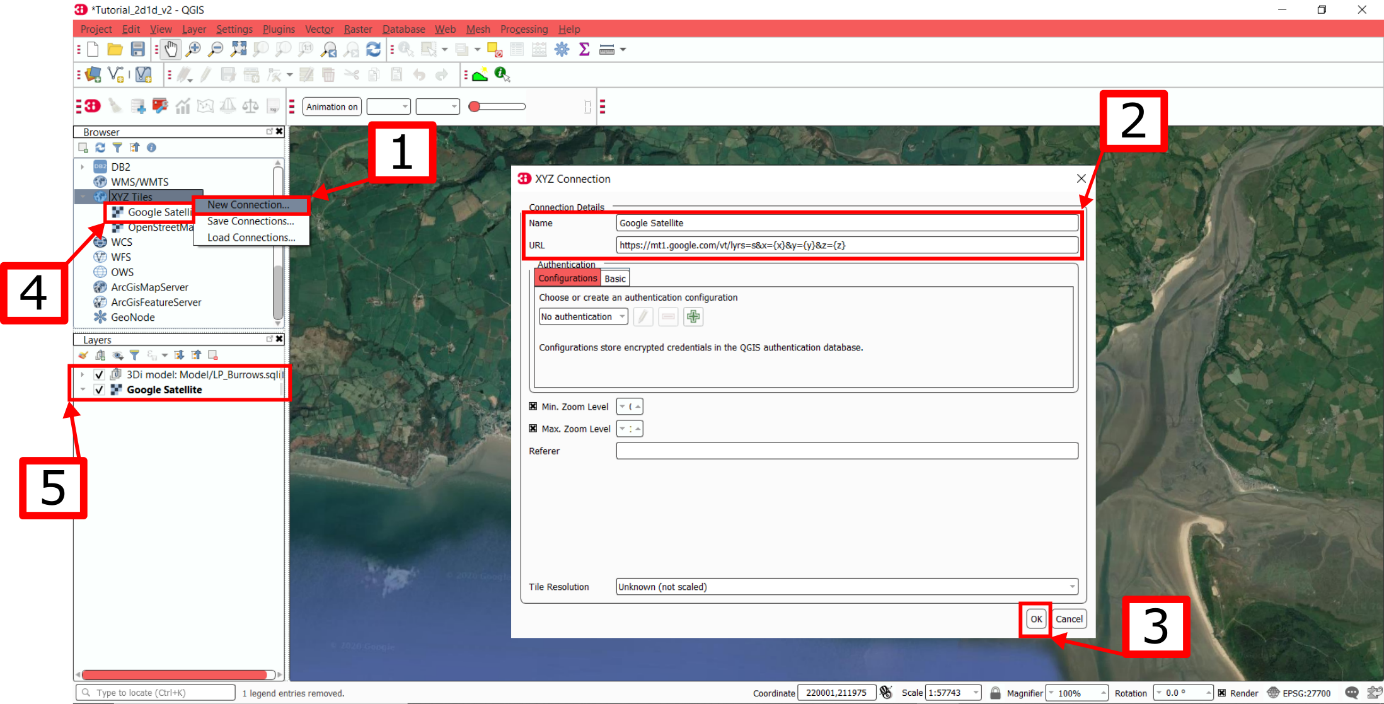 *Tutorial_2d1d_v2 - QGIS
Project Edit View Layer Settings Plugins Vector Raster Database Web Mesh Processing Help
Animation on
Browser
DB2
WMS/WMTS
XYZ Tiles
Google Satelli
OpenStreetMa
WCS
WFS
OWS
ArcGisMapServer
ArcGisFeatureServer
GeoNode
New Connection...
Save Connections...
Load Connections...
1
2
4
Layers
3Di model: Model/LP_Burrows.sqli
Google Satellite
5
XYZ Connection
Connection Details
Name Google Satellite
URL https://mt1.google.com/vt/lyrs=s&x={x}&y={y}&z={z}
Authentication
Configurations Basic
Choose or create an authentication configuration
No authentication
Configurations store encrypted credentials in the QGIS authentication database.
Min. Zoom Level
Max. Zoom Level
Referer
Tile Resolution Unknown (not scaled)
OK Cancel
3
Type to locate (Ctrl+K) 1 legend entries removed. Coordinate 220001,211975 Scale 1:57743 Magnifier 100% Rotation 0.0 ° Render EPSG:27700